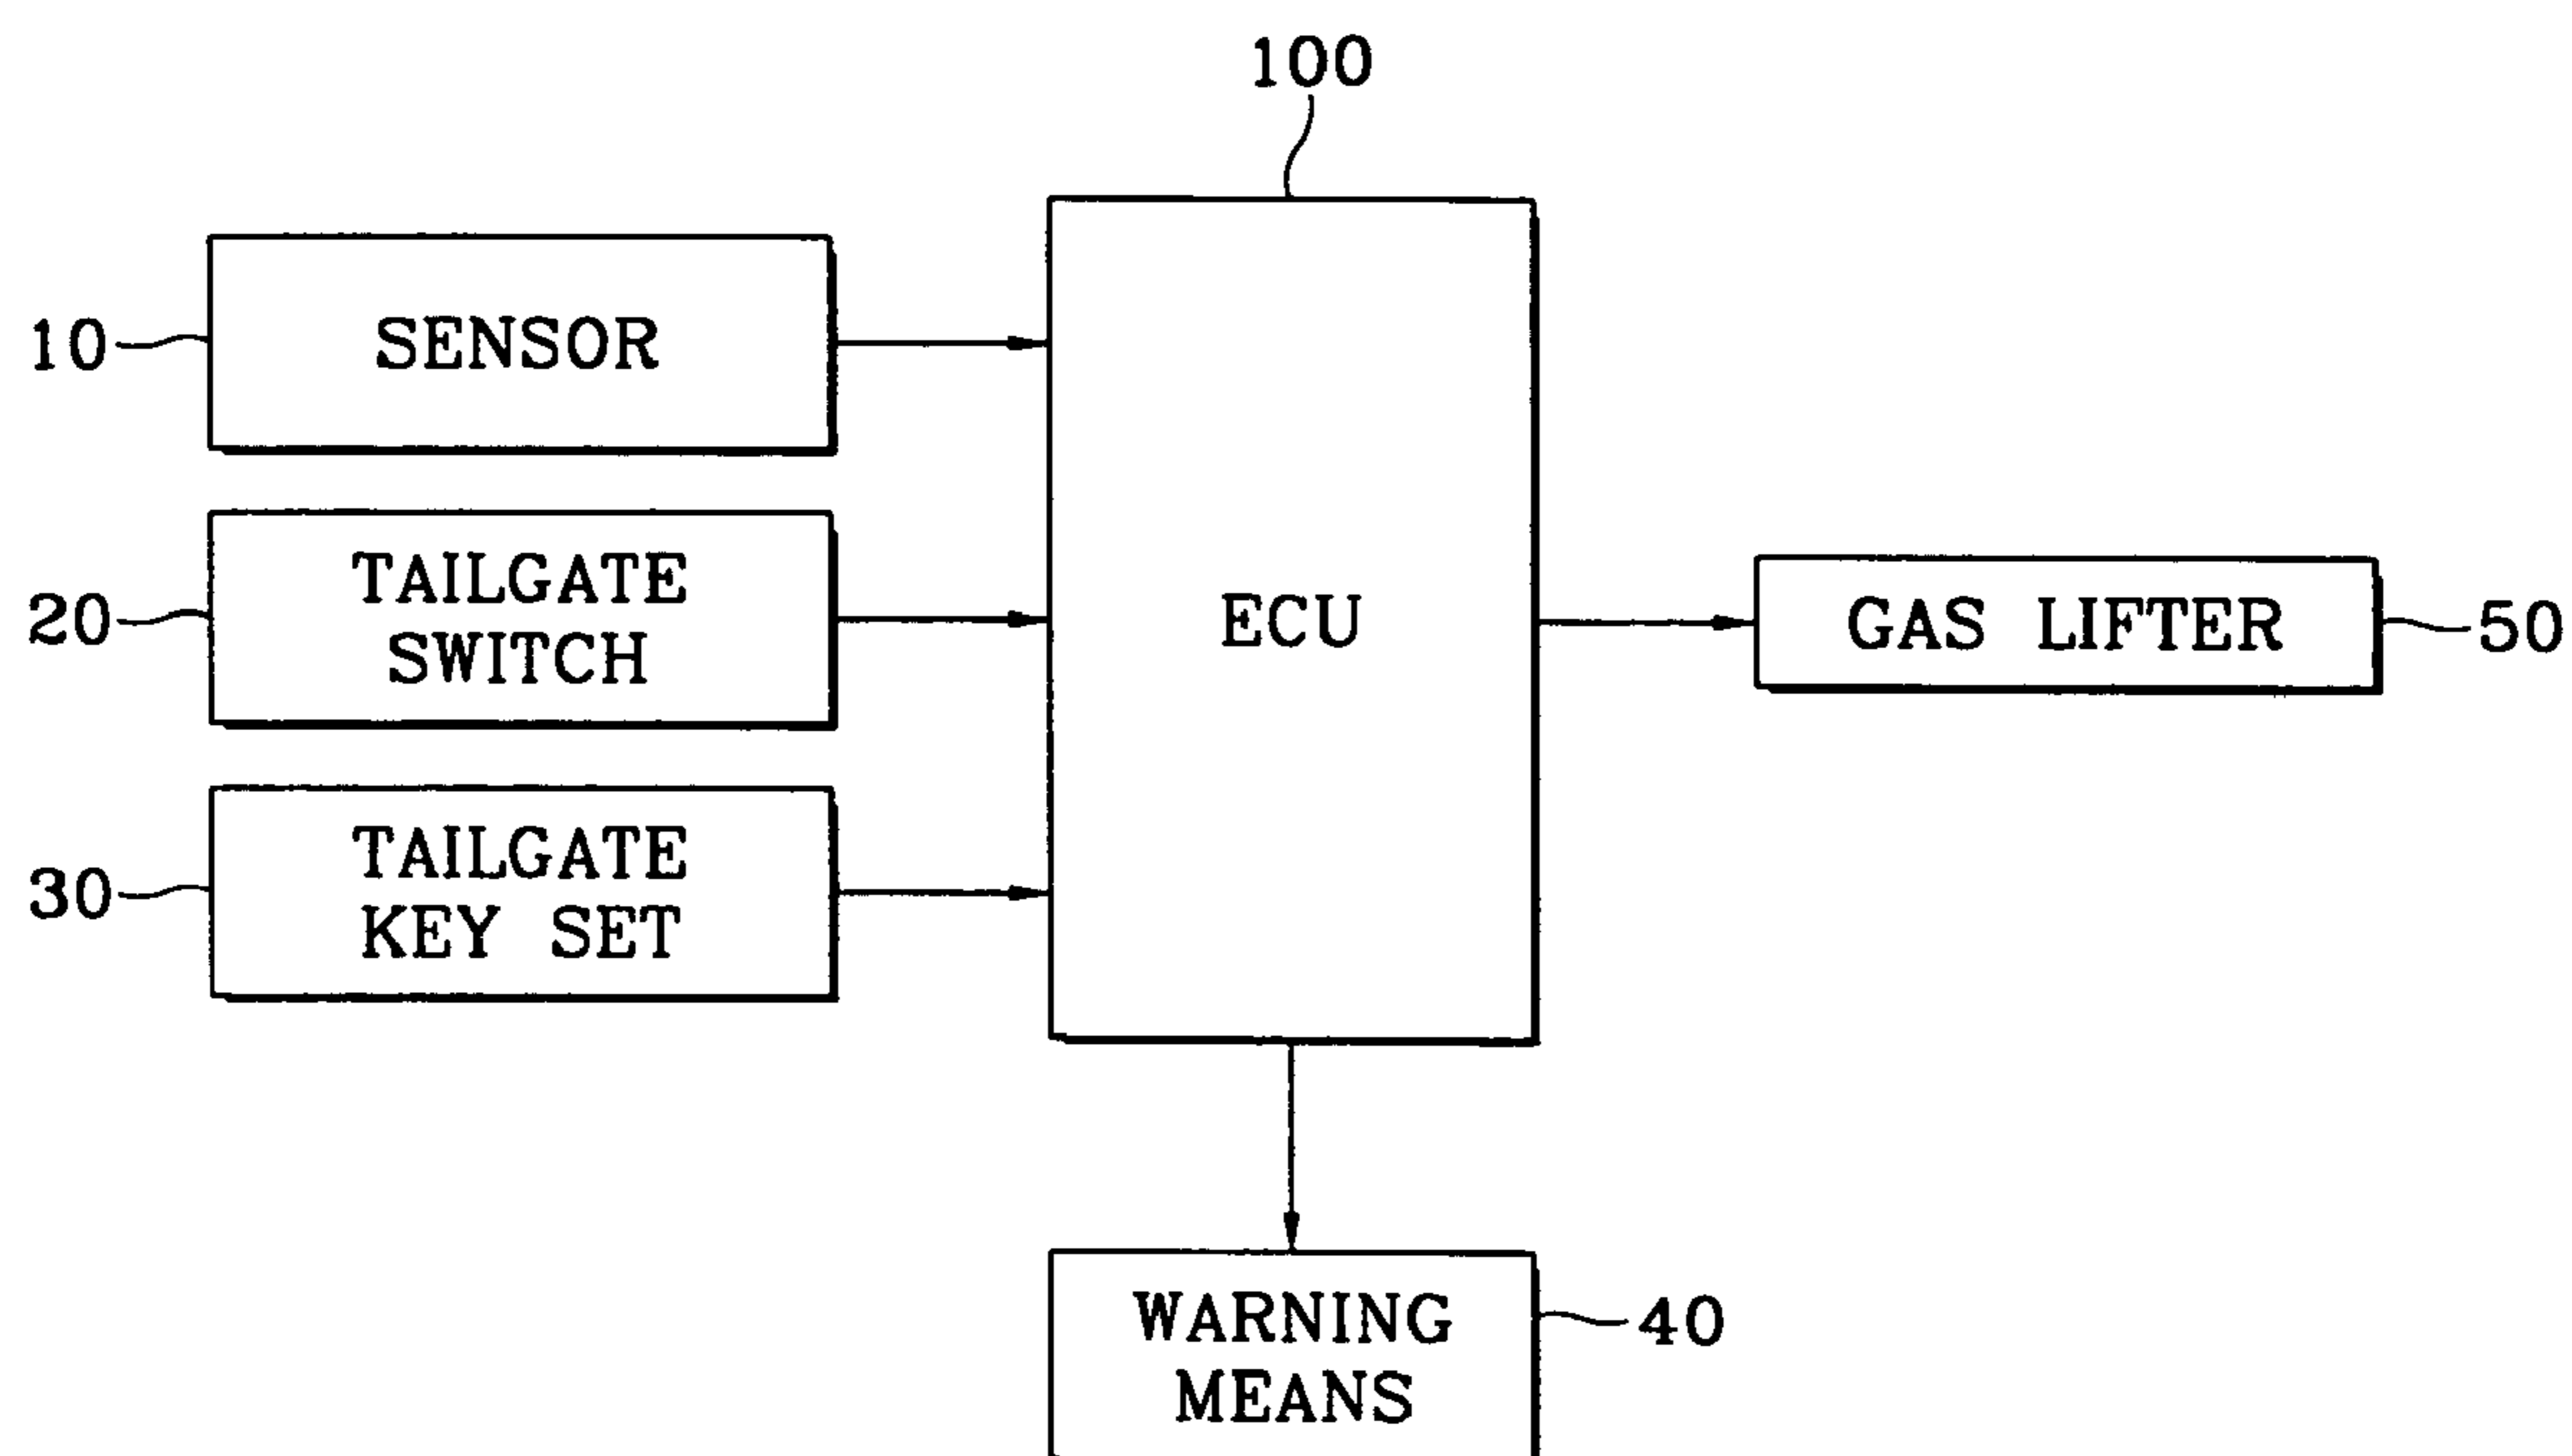 100
10
SENSOR
20
TAILGATE
SWITCH
ECU
GAS LIFTER
50
30
TAILGATE
KEY SET
WARNING
MEANS
40